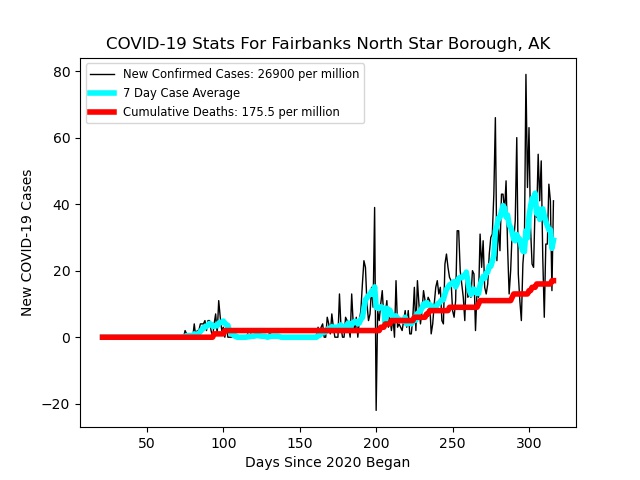 COVID-19 Stats For Fairbanks North Star Borough, AK
New Confirmed Cases: 26900 per million
7 Day Case Average
Cumulative Deaths: 175.5 per million
New COVID-19 Cases
80
60
40
20
0
−20
50 100 150 200 250 300
Days Since 2020 Began